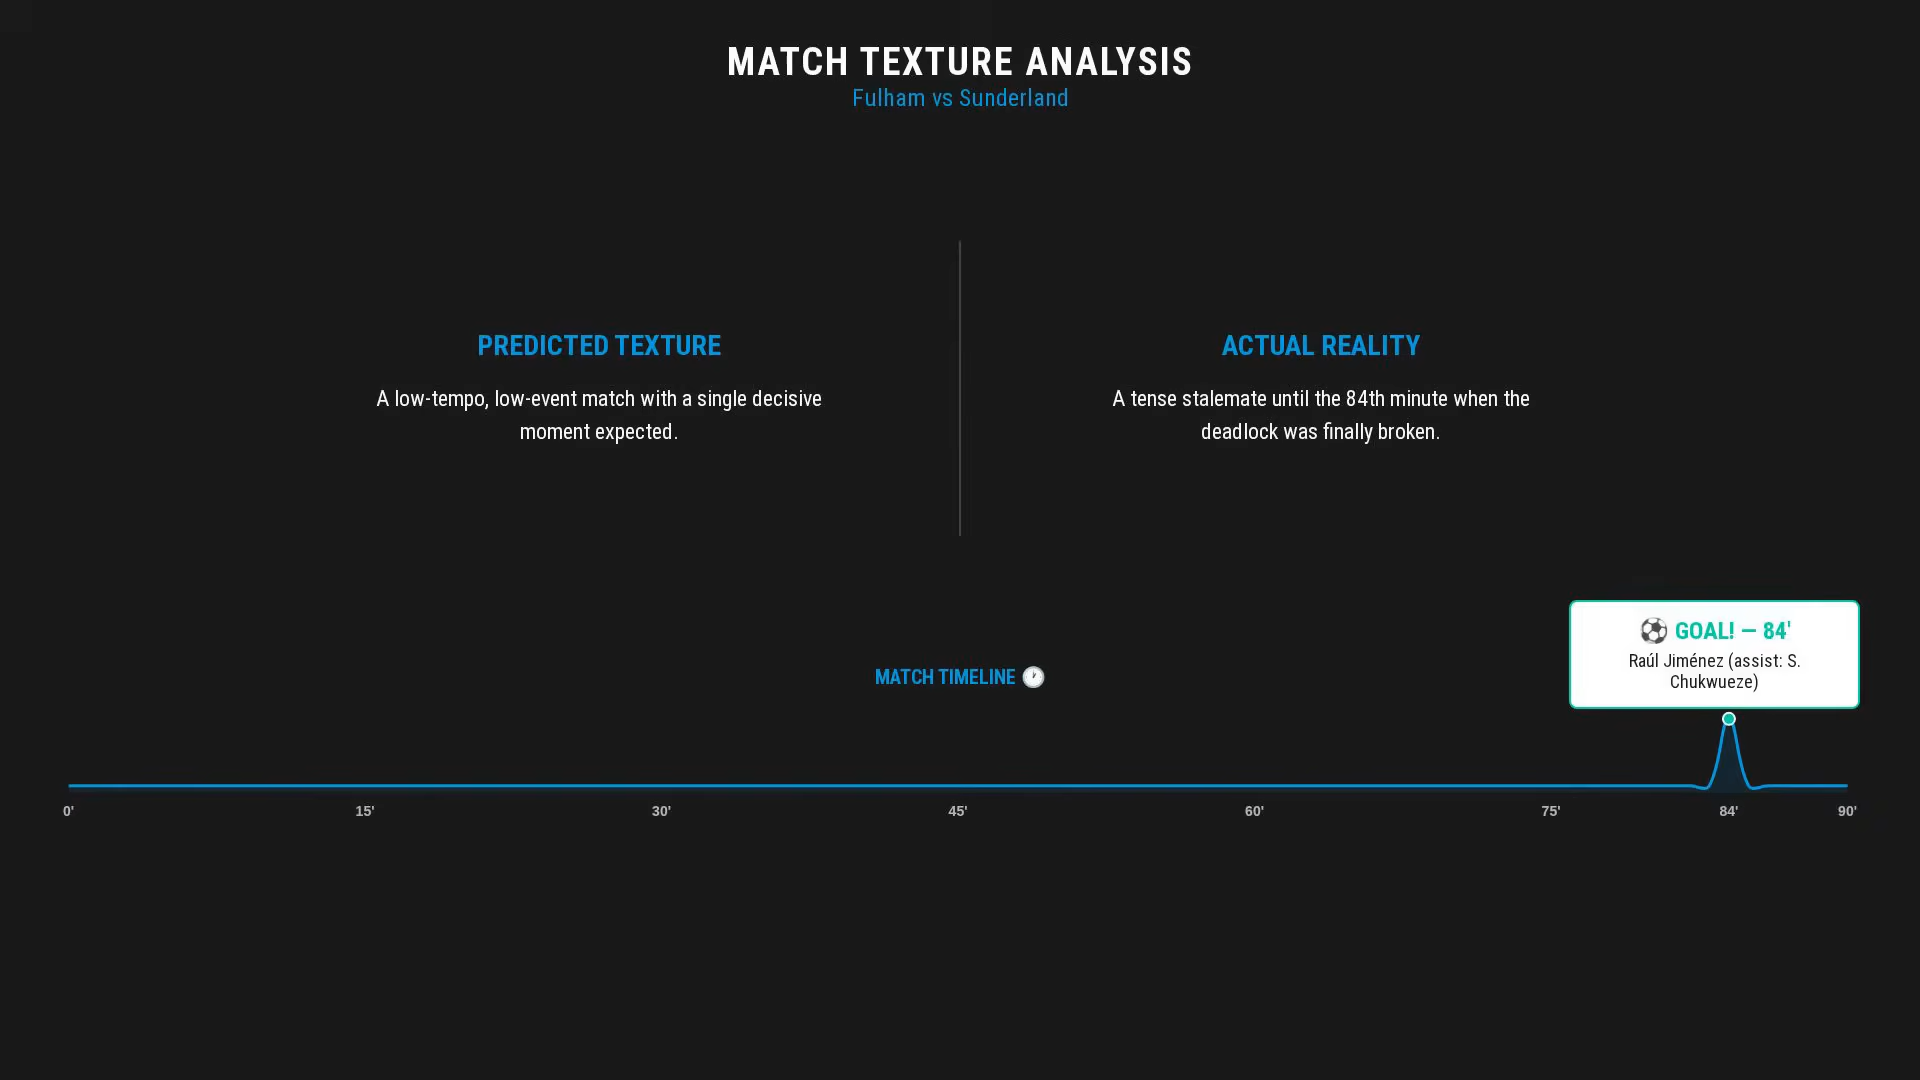 MATCH TEXTURE ANALYSIS
Fulham vs Sunderland
PREDICTED TEXTURE
A low-tempo, low-event match with a single decisive
moment expected.
ACTUAL REALITY
A tense stalemate until the 84th minute when the
deadlock was finally broken.
⚽ GOAL! — 84'
Raúl Jiménez (assist: S.
Chukwueze)
MATCH TIMELINE 🕐
0' 15' 30' 45' 60' 75' 84' 90'